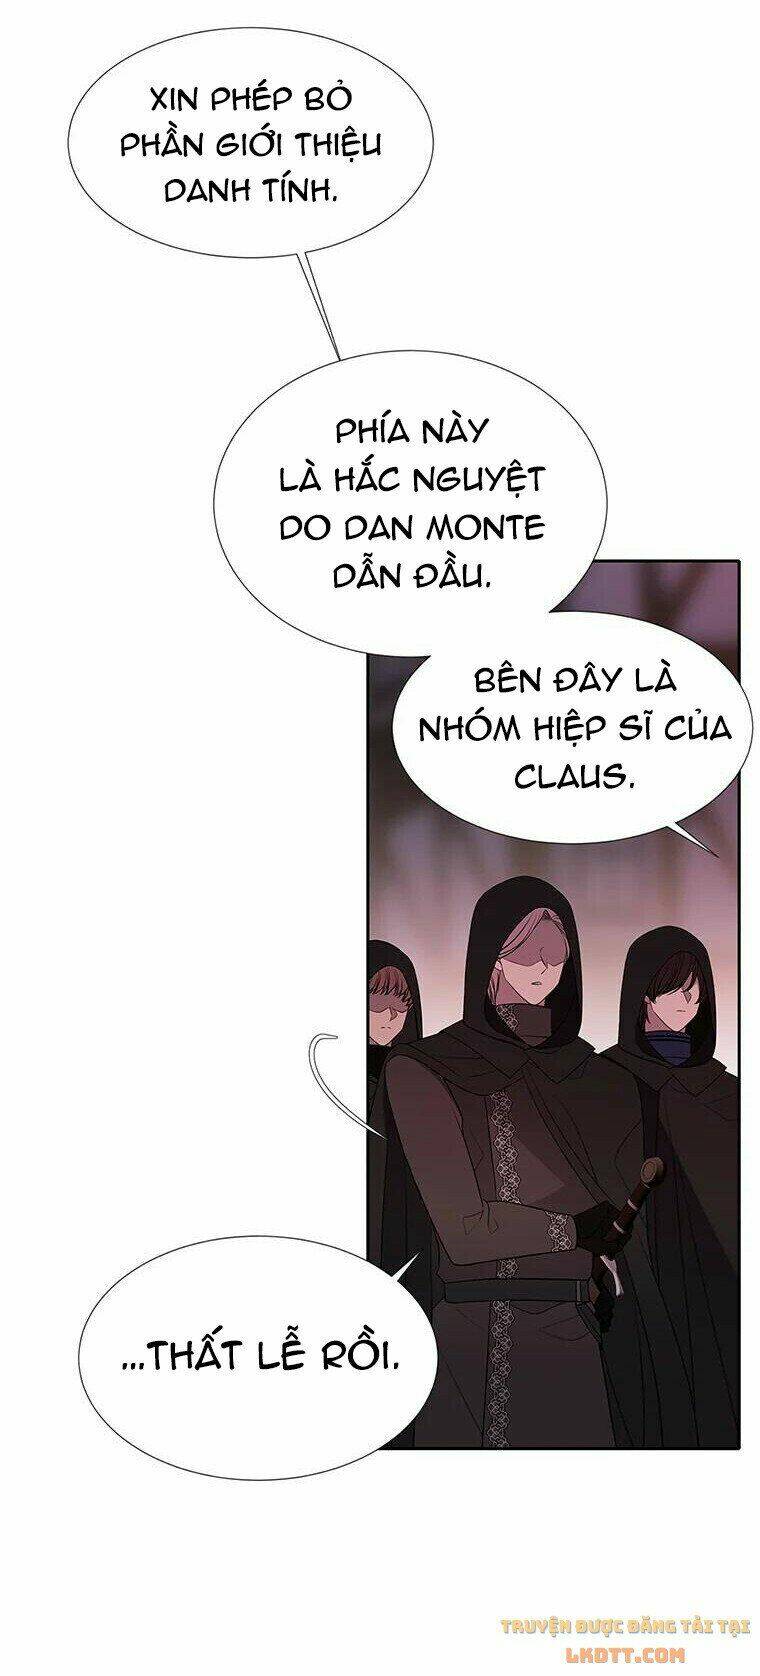 XIN PHÉP BỎ
PHẦN GIỚI THIỆU
DANH TÍNH.
PHÍA NÀY
LÀ HẮC NGUYỆT
DO DAN MONTE
DẪN ĐẦU.
BÊN ĐÂY LÀ
NHÓM HIỆP SĨ CỦA
CLAUS.
...THẤT LỄ RỒI.
TRUYỆN ĐƯỢC ĐĂNG TẢI TẠI
LKDTT.COM